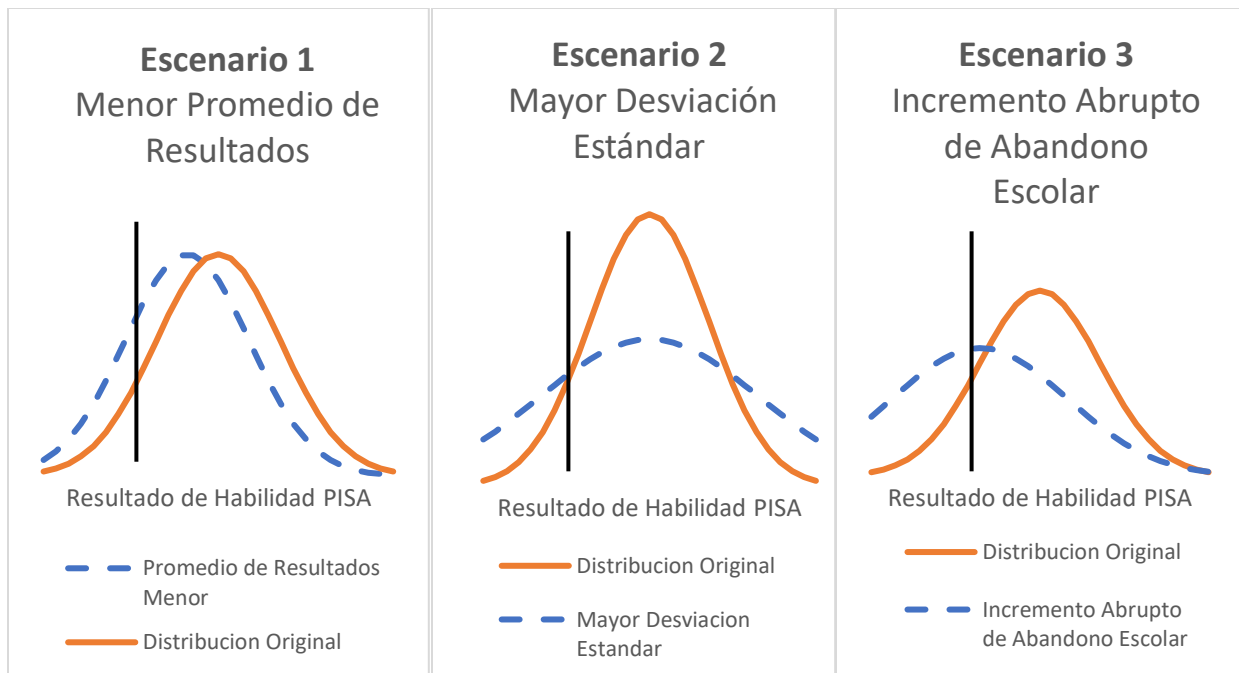 Escenario 1
Menor Promedio de
Resultados
Resultado de Habilidad PISA
Promedio de Resultados
Menor
Distribucion Original
Escenario 2
Mayor Desviación
Estándar
Resultado de Habilidad PISA
Distribucion Original
Mayor Desviacion
Estandar
Escenario 3
Incremento Abrupto
de Abandono
Escolar
Resultado de Habilidad PISA
Distribucion Original
Incremento Abrupto
de Abandono Escolar